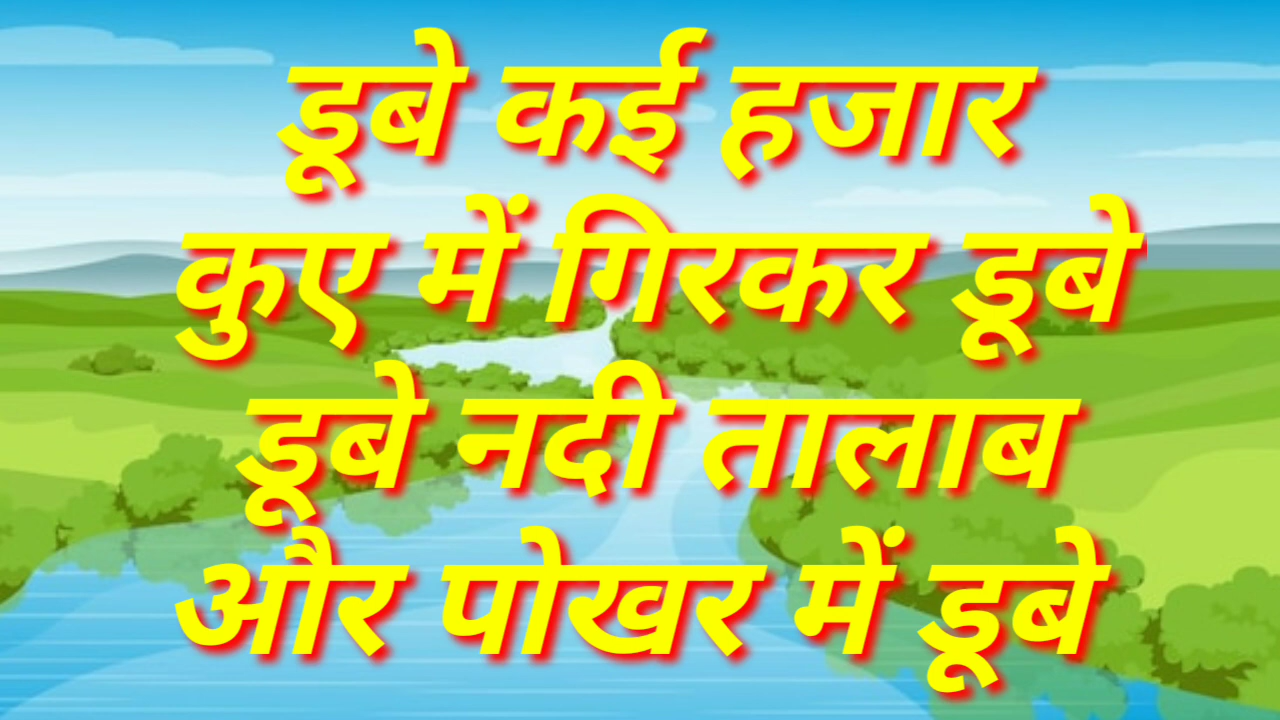 डूबे कई हजार
कुए में गिरकर डूबे
डूबे नदी तालाब
और पोखर में डूबे